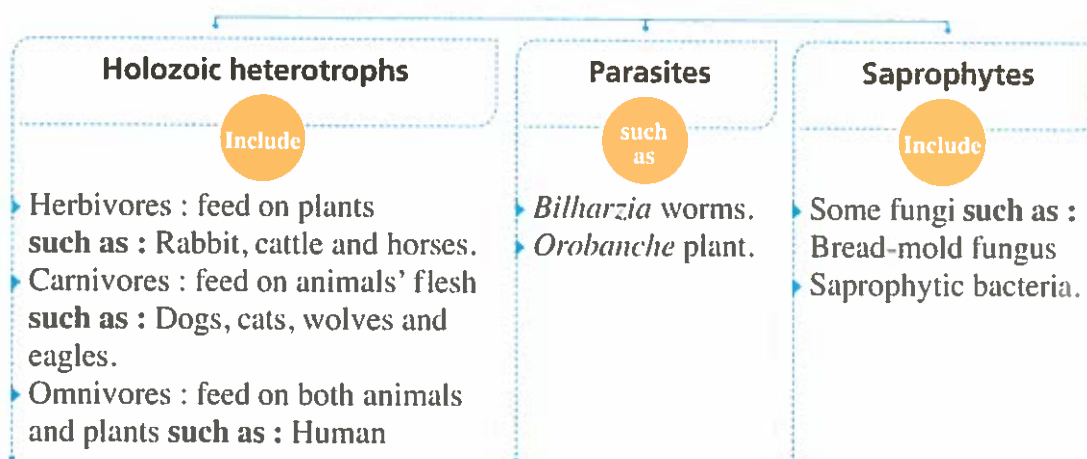 Holozoic heterotrophs
Include
Herbivores : feed on plants
such as : Rabbit, cattle and horses.
Carnivores : feed on animals' flesh
such as : Dogs, cats, wolves and
eagles.
Omnivores : feed on both animals
and plants such as : Human
Parasites
such
as
Bilharzia worms.
Orobanche plant.
Saprophytes
Include
Some fungi such as :
Bread-mold fungus
Saprophytic bacteria.